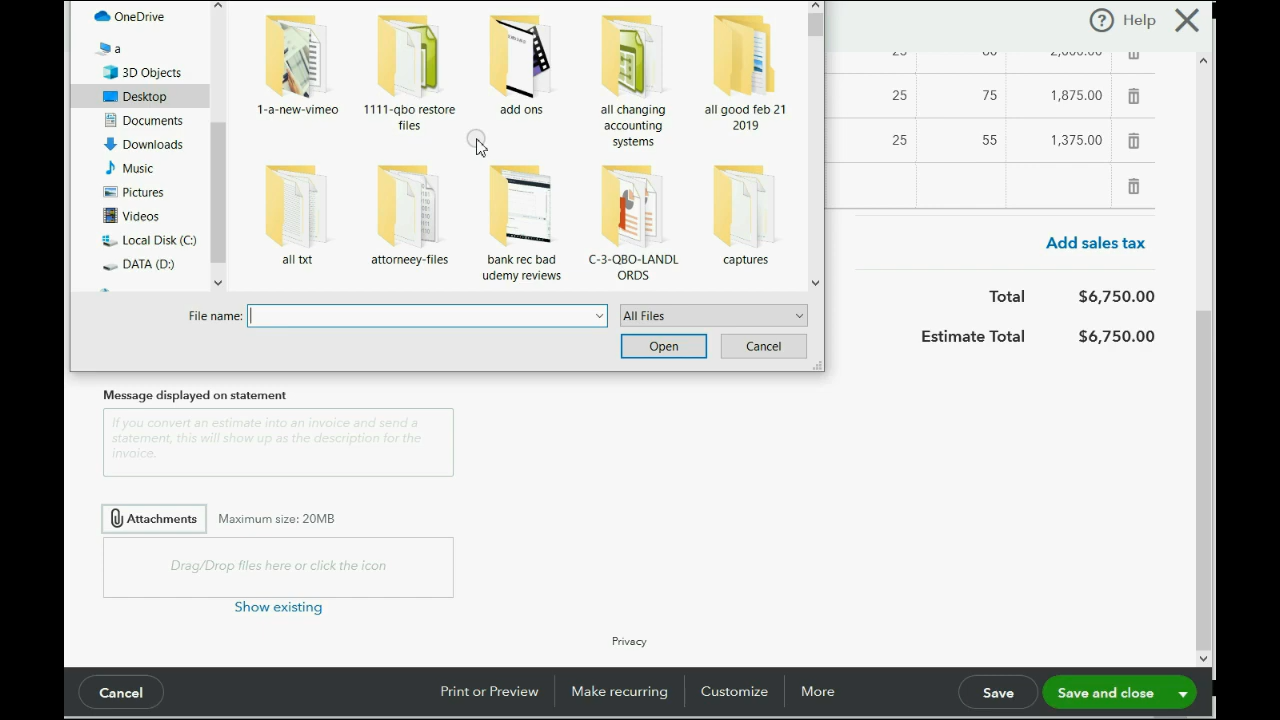 OneDrive
a
3D Objects
Desktop
Documents
Downloads
Music
Pictures
Videos
Local Disk (C:)
DATA (D:)
1-a-new-vimeo
1111-qbo restore
files
add ons
all changing
accounting
systems
all good feb 21
2019
all txt
attorneey-files
bank rec bad
udemy reviews
C-3-QBO-LANDL
ORDS
captures
File name:
All Files
Open
Cancel
Help
25 80 2,000.00
25 75 1,875.00
25 55 1,375.00
Add sales tax
Total $6,750.00
Estimate Total $6,750.00
Message displayed on statement
If you convert an estimate into an invoice and send a
statement, this will show up as the description for the
invoice.
Attachments Maximum size: 20MB
Drag/Drop files here or click the icon
Show existing
Privacy
Cancel Print or Preview Make recurring Customize More Save Save and close